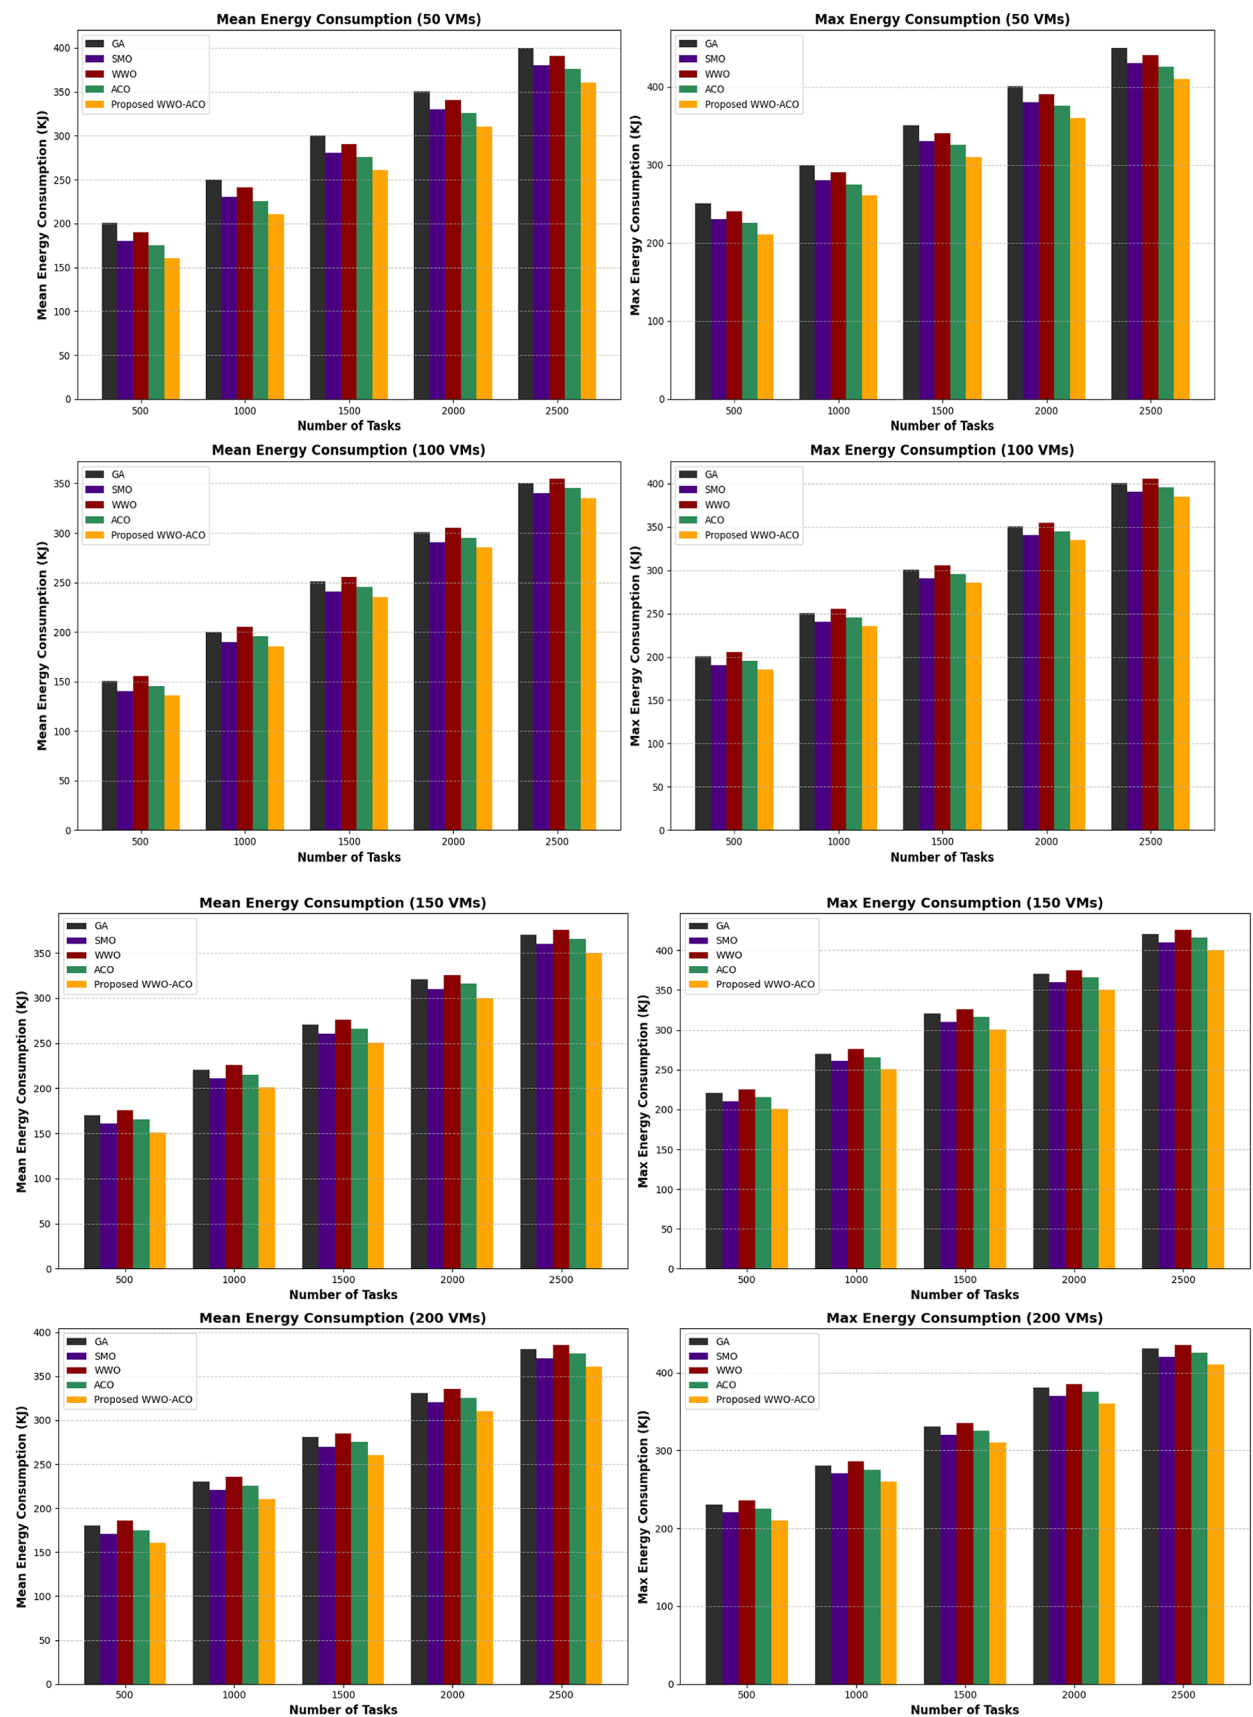 Mean Energy Consumption (50 VMs)
Mean Energy Consumption (KJ)
400
350
300
250
200
150
100
50
0
GA
SMO
WWO
ACO
Proposed WWO-ACO
500 1000 1500 2000 2500
Number of Tasks
Max Energy Consumption (50 VMs)
Max Energy Consumption (KJ)
400
300
200
100
0
GA
SMO
WWO
ACO
Proposed WWO-ACO
500 1000 1500 2000 2500
Number of Tasks
Mean Energy Consumption (100 VMs)
Mean Energy Consumption (KJ)
350
300
250
200
150
100
50
0
GA
SMO
WWO
ACO
Proposed WWO-ACO
500 1000 1500 2000 2500
Number of Tasks
Max Energy Consumption (100 VMs)
Max Energy Consumption (KJ)
400
350
300
250
200
150
100
50
0
GA
SMO
WWO
ACO
Proposed WWO-ACO
500 1000 1500 2000 2500
Number of Tasks
Mean Energy Consumption (150 VMs)
Mean Energy Consumption (KJ)
350
300
250
200
150
100
50
0
GA
SMO
WWO
ACO
Proposed WWO-ACO
500 1000 1500 2000 2500
Number of Tasks
Max Energy Consumption (150 VMs)
Max Energy Consumption (KJ)
400
350
300
250
200
150
100
50
0
GA
SMO
WWO
ACO
Proposed WWO-ACO
500 1000 1500 2000 2500
Number of Tasks
Mean Energy Consumption (200 VMs)
Mean Energy Consumption (KJ)
400
350
300
250
200
150
100
50
0
GA
SMO
WWO
ACO
Proposed WWO-ACO
500 1000 1500 2000 2500
Number of Tasks
Max Energy Consumption (200 VMs)
Max Energy Consumption (KJ)
400
300
200
100
0
GA
SMO
WWO
ACO
Proposed WWO-ACO
500 1000 1500 2000 2500
Number of Tasks